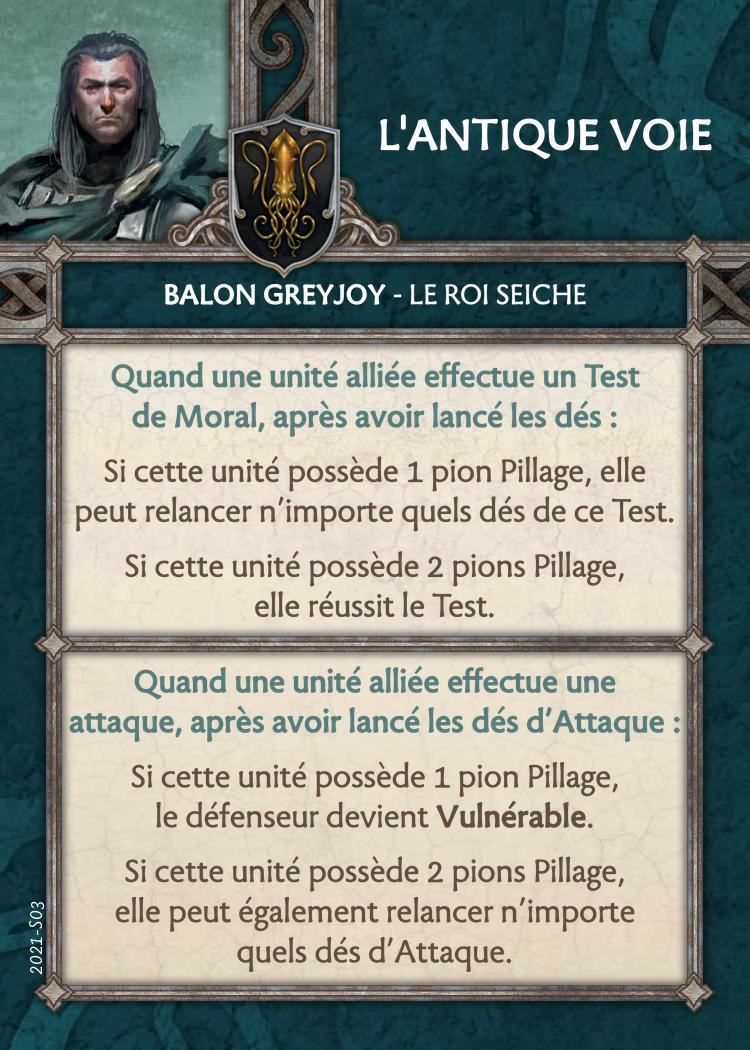 L'ANTIQUE VOIE
BALON GREYJOY - LE ROI SEICHE
Quand une unité alliée effectue un Test
de Moral, après avoir lancé les dés :
Si cette unité possède 1 pion Pillage, elle
peut relancer n’importe quels dés de ce Test.
Si cette unité possède 2 pions Pillage,
elle réussit le Test.
Quand une unité alliée effectue une
attaque, après avoir lancé les dés d’Attaque :
Si cette unité possède 1 pion Pillage,
le défenseur devient Vulnérable.
Si cette unité possède 2 pions Pillage,
elle peut également relancer n’importe
quels dés d’Attaque.
2021-S03